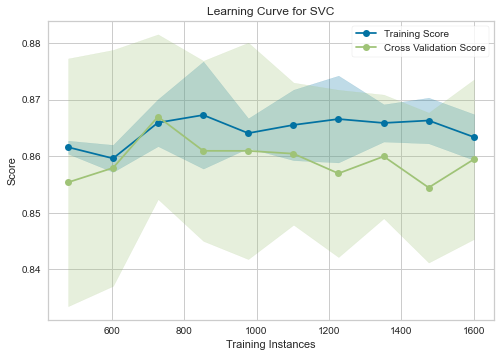 Learning Curve for SVC
Training Score
Cross Validation Score
0.88
0.87
0.86
0.85
0.84
Score
600
800
1000
1200
1400
1600
Training Instances